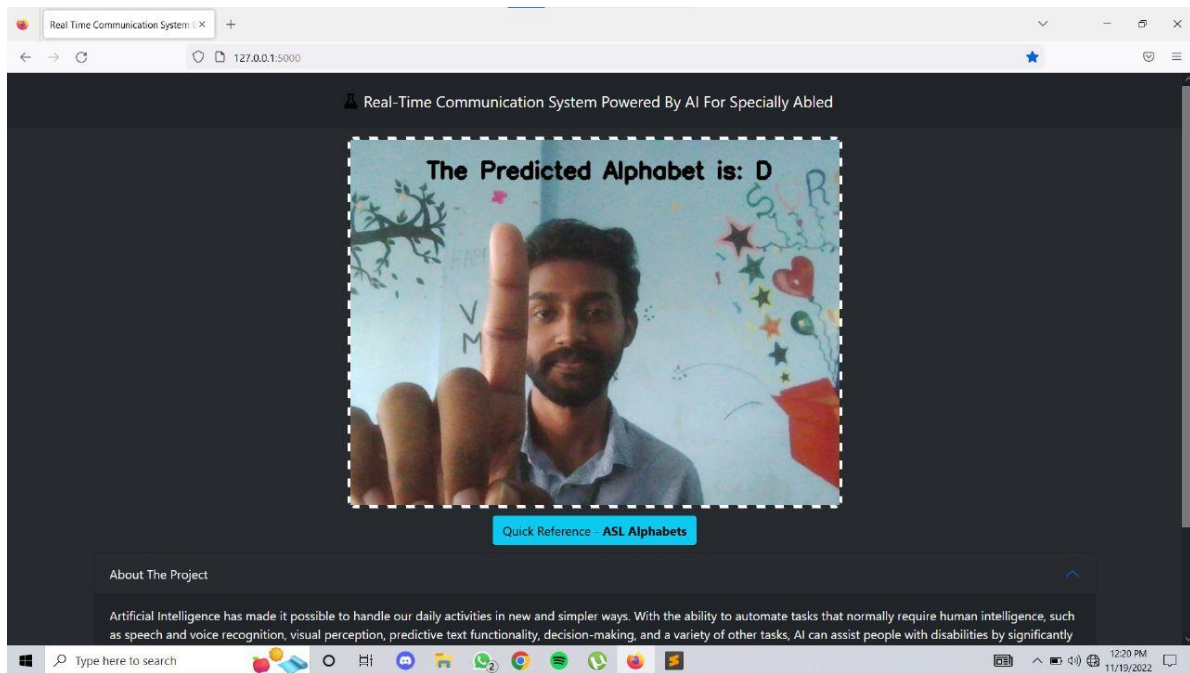 Real Time Communication System
127.0.0.1:5000
Real-Time Communication System Powered By AI For Specially Abled
The Predicted Alphabet is: D
SUR
V
M
Quick Reference - ASL Alphabets
About The Project
Artificial Intelligence has made it possible to handle our daily activities in new and simpler ways. With the ability to automate tasks that normally require human intelligence, such
as speech and voice recognition, visual perception, predictive text functionality, decision-making, and a variety of other tasks, AI can assist people with disabilities by significantly
Type here to search
2
12:20 PM
11/19/2022